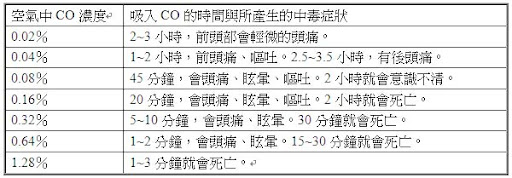 空氣中 CO 濃度 吸入 CO 的時間與所產生的中毒症狀
0.02% 2~3 小時，前頭部會輕微的頭痛。
0.04% 1~2 小時，前頭痛、嘔吐。2.5~3.5 小時，有後頭痛。
0.08% 45 分鐘，會頭痛、眩暈、嘔吐。2 小時就會意識不清。
0.16% 20 分鐘，會頭痛、眩暈、嘔吐。2 小時就會死亡。
0.32% 5~10 分鐘，會頭痛、眩暈。30 分鐘就會死亡。
0.64% 1~2 分鐘，會頭痛、眩暈。15~30 分鐘就會死亡。
1.28% 1~3 分鐘就會死亡。